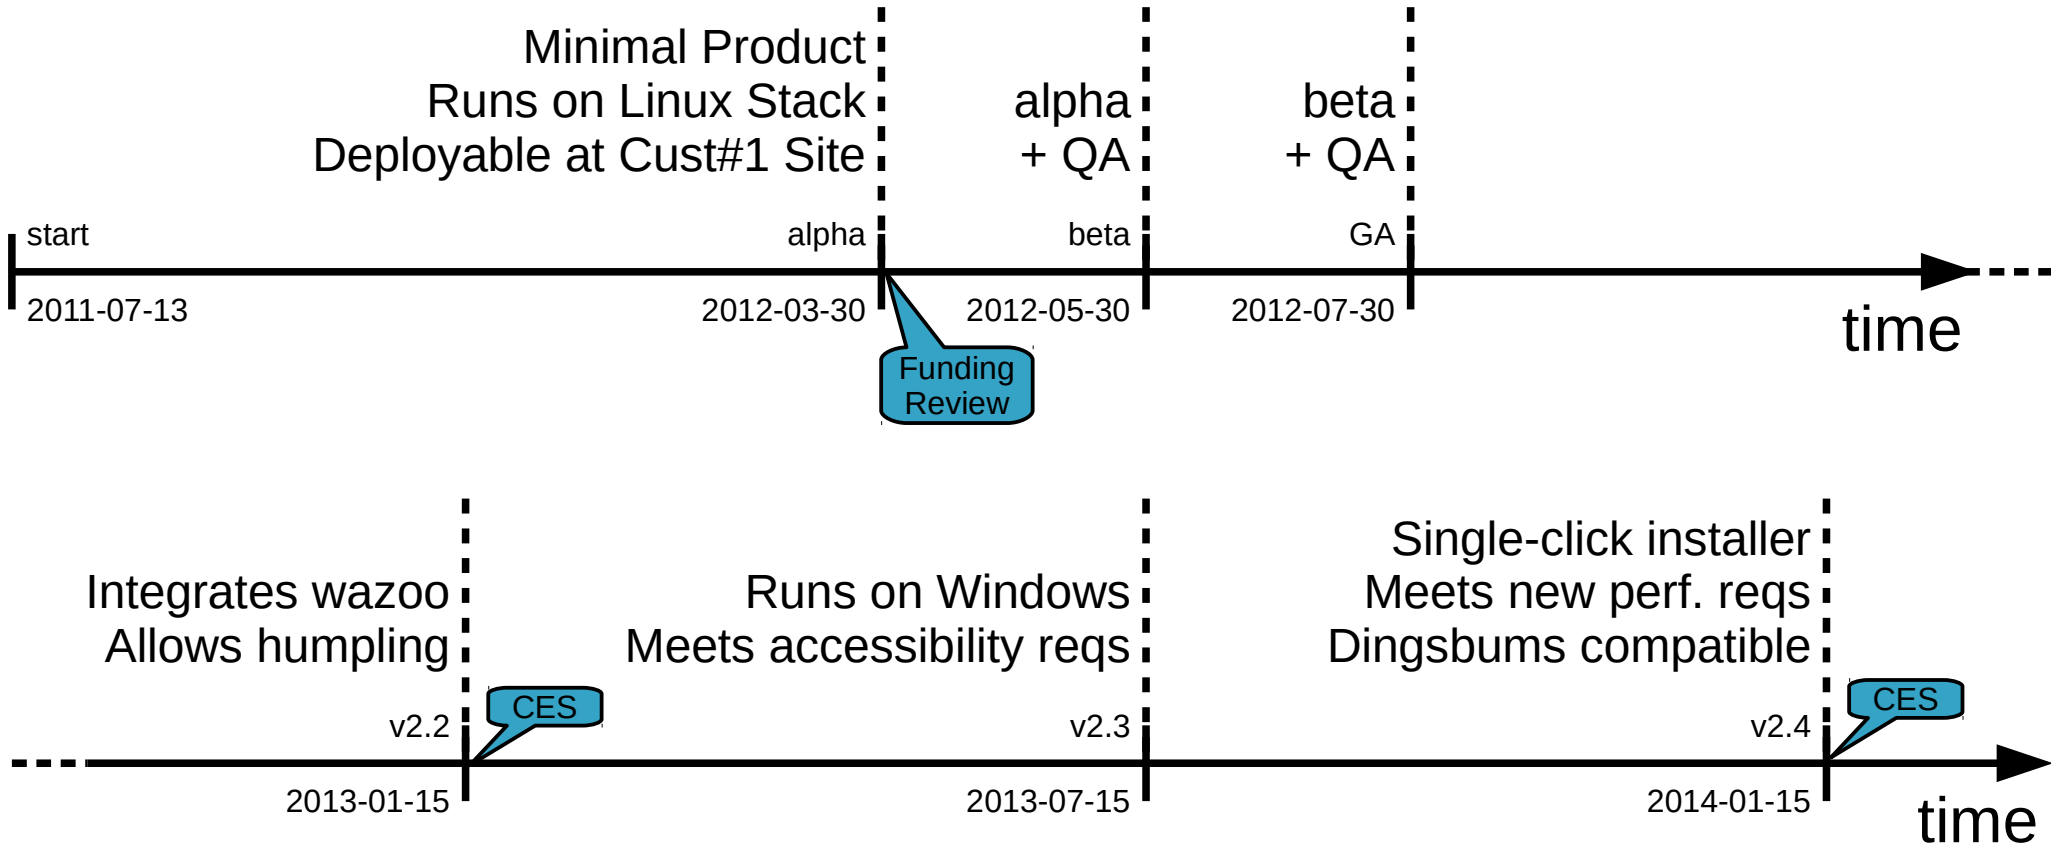 Minimal Product
Runs on Linux Stack
Deployable at Cust#1 Site
alpha
+ QA
beta
+ QA
start
alpha
beta
GA
2011-07-13
2012-03-30
2012-05-30
2012-07-30
time
Funding
Review
Integrates wazoo
Allows humpling
Runs on Windows
Meets accessibility reqs
Single-click installer
Meets new perf. reqs
Dingsbums compatible
v2.2
CES
v2.3
v2.4
CES
2013-01-15
2013-07-15
2014-01-15
time